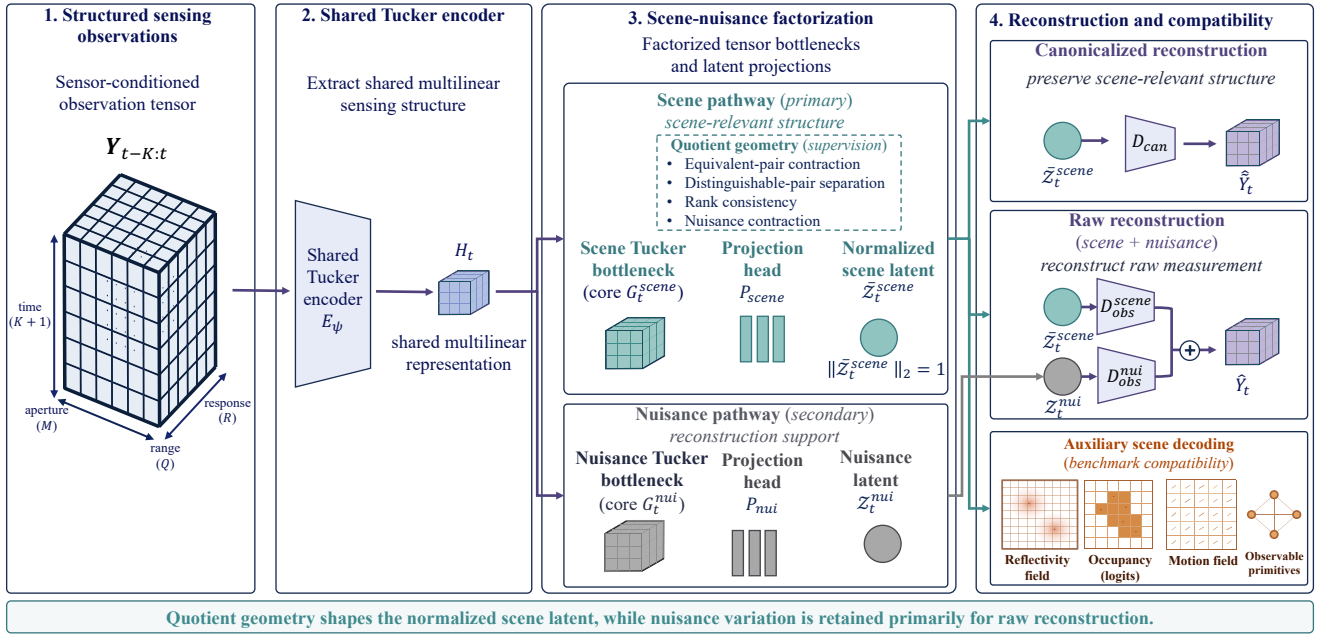 1. Structured sensing
observations
Sensor-conditioned
observation tensor
Y_{t−K:t}
time
(K + 1)
aperture
(M)
range
(Q)
response
(R)
2. Shared Tucker encoder
Extract shared multilinear
sensing structure
Shared
Tucker
encoder
E_ψ
H_t
shared multilinear
representation
3. Scene-nuisance factorization
Factorized tensor bottlenecks
and latent projections
Scene pathway (primary)
scene-relevant structure
Quotient geometry (supervision)
• Equivalent-pair contraction
• Distinguishable-pair separation
• Rank consistency
• Nuisance contraction
Scene Tucker
bottleneck
(core G_t^{scene})
Projection
head
P_{scene}
Normalized
scene latent
z̄_t^{scene}
‖z̄_t^{scene}‖_2 = 1
Nuisance pathway (secondary)
reconstruction support
Nuisance Tucker
bottleneck
(core G_t^{nui})
Projection
head
P_{nui}
Nuisance
latent
z_t^{nui}
4. Reconstruction and compatibility
Canonicalized reconstruction
preserve scene-relevant structure
z̄_t^{scene}
D_{can}
Ỹ̂_t
Raw reconstruction
(scene + nuisance)
reconstruct raw measurement
z̄_t^{scene}
D_{obs}^{scene}
z_t^{nui}
D_{obs}^{nui}
+
Ŷ_t
Auxiliary scene decoding
(benchmark compatibility)
Reflectivity
field
Occupancy
(logits)
Motion field
Observable
primitives
Quotient geometry shapes the normalized scene latent, while nuisance variation is retained primarily for raw reconstruction.